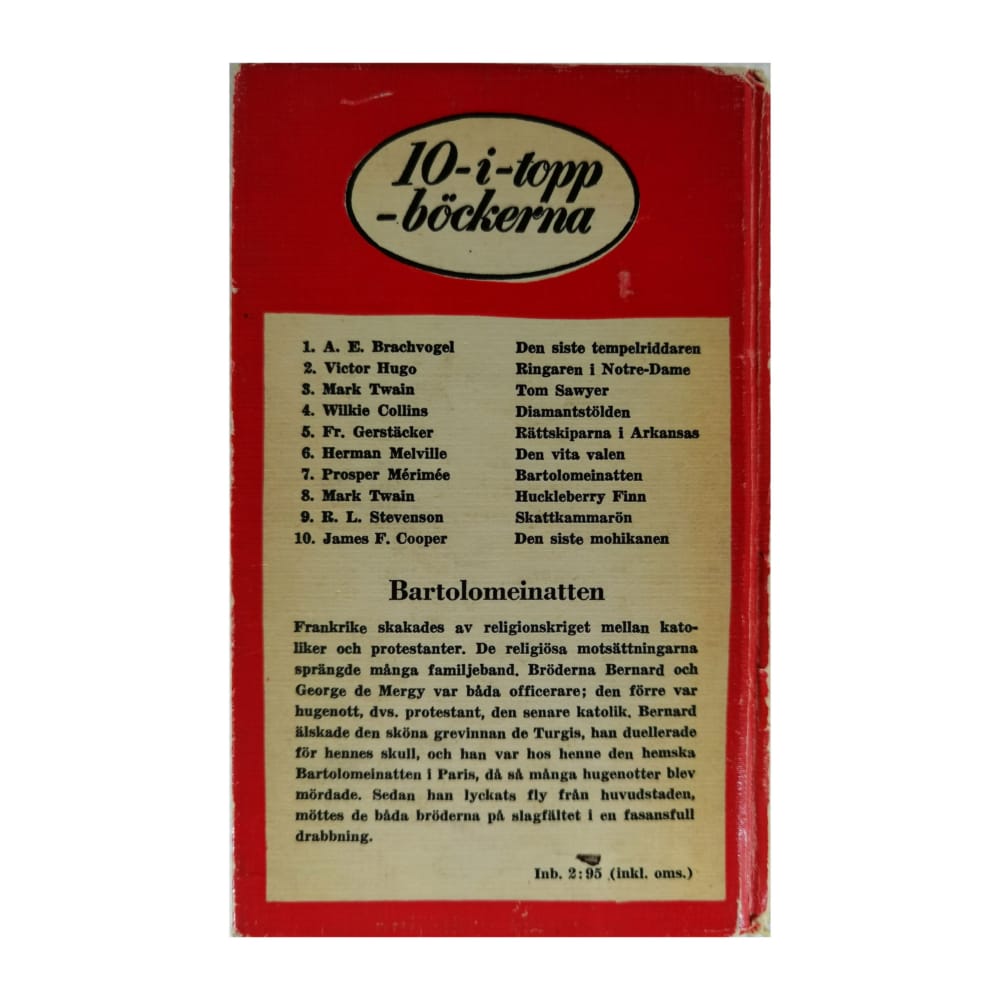 10-i-topp
-böckerna
1. A. E. Brachvogel Den siste tempelriddaren
2. Victor Hugo Ringaren i Notre-Dame
3. Mark Twain Tom Sawyer
4. Wilkie Collins Diamantstölden
5. Fr. Gerstäcker Rättskiparna i Arkansas
6. Herman Melville Den vita valen
7. Prosper Mérimée Bartolomeinatten
8. Mark Twain Huckleberry Finn
9. R. L. Stevenson Skattkammarön
10. James F. Cooper Den siste mohikanen
Bartolomeinatten
Frankrike skakades av religionskriget mellan kato-
liker och protestanter. De religiösa motsättningarna
sprängde många familjeband. Bröderna Bernard och
George de Mergy var båda officerare; den förre var
hugenott, dvs. protestant, den senare katolik. Bernard
älskade den sköna grevinnan de Turgis, han duellerade
för hennes skull, och han var hos henne den hemska
Bartolomeinatten i Paris, då så många hugenotter blev
mördade. Sedan han lyckats fly från huvudstaden,
möttes de båda bröderna på slagfältet i en fasansfull
drabbning.
Inb. 2:95 (inkl. oms.)